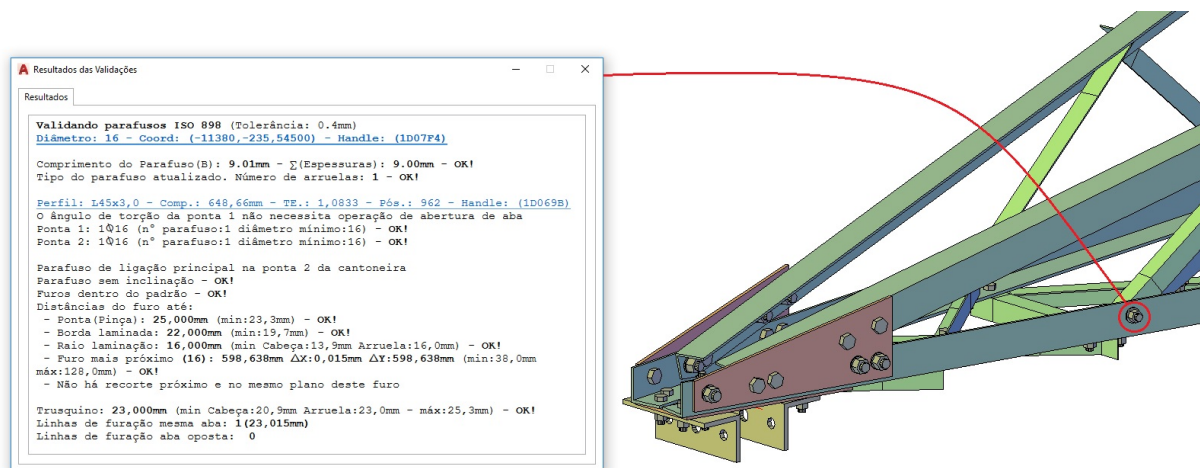 Resultados das Validações
Resultados
Validando parafusos ISO 898 (Tolerância: 0.4mm)
Diâmetro: 16 - Coord: (-11380,-235,54500) - Handle: (1D07F4)
Comprimento do Parafuso(B): 9.01mm - ∑(Espessuras): 9.00mm - OK!
Tipo do parafuso atualizado. Número de arruelas: 1 - OK!
Perfil: L45x3,0 - Comp.: 648,66mm - TE.: 1,0833 - Pós.: 962 - Handle: (1D069B)
O ângulo de torção da ponta 1 não necessita operação de abertura de aba
Ponta 1: 1Φ16 (n° parafuso:1 diâmetro mínimo:16) - OK!
Ponta 2: 1Φ16 (n° parafuso:1 diâmetro mínimo:16) - OK!
Parafuso de ligação principal na ponta 2 da cantoneira
Parafuso sem inclinação - OK!
Furos dentro do padrão - OK!
Distâncias do furo até:
- Ponta(Pinça): 25,000mm (min:23,3mm) - OK!
- Borda laminada: 22,000mm (min:19,7mm) - OK!
- Raio laminação: 16,000mm (min Cabeça:13,9mm Arruela:16,0mm) - OK!
- Furo mais próximo (16): 598,638mm ΔX:0,015mm ΔY:598,638mm (min:38,0mm
máx:128,0mm) - OK!
- Não há recorte próximo e no mesmo plano deste furo
Trusquino: 23,000mm (min Cabeça:20,9mm Arruela:23,0mm - máx:25,3mm) - OK!
Linhas de furação mesma aba: 1(23,015mm)
Linhas de furação aba oposta: 0